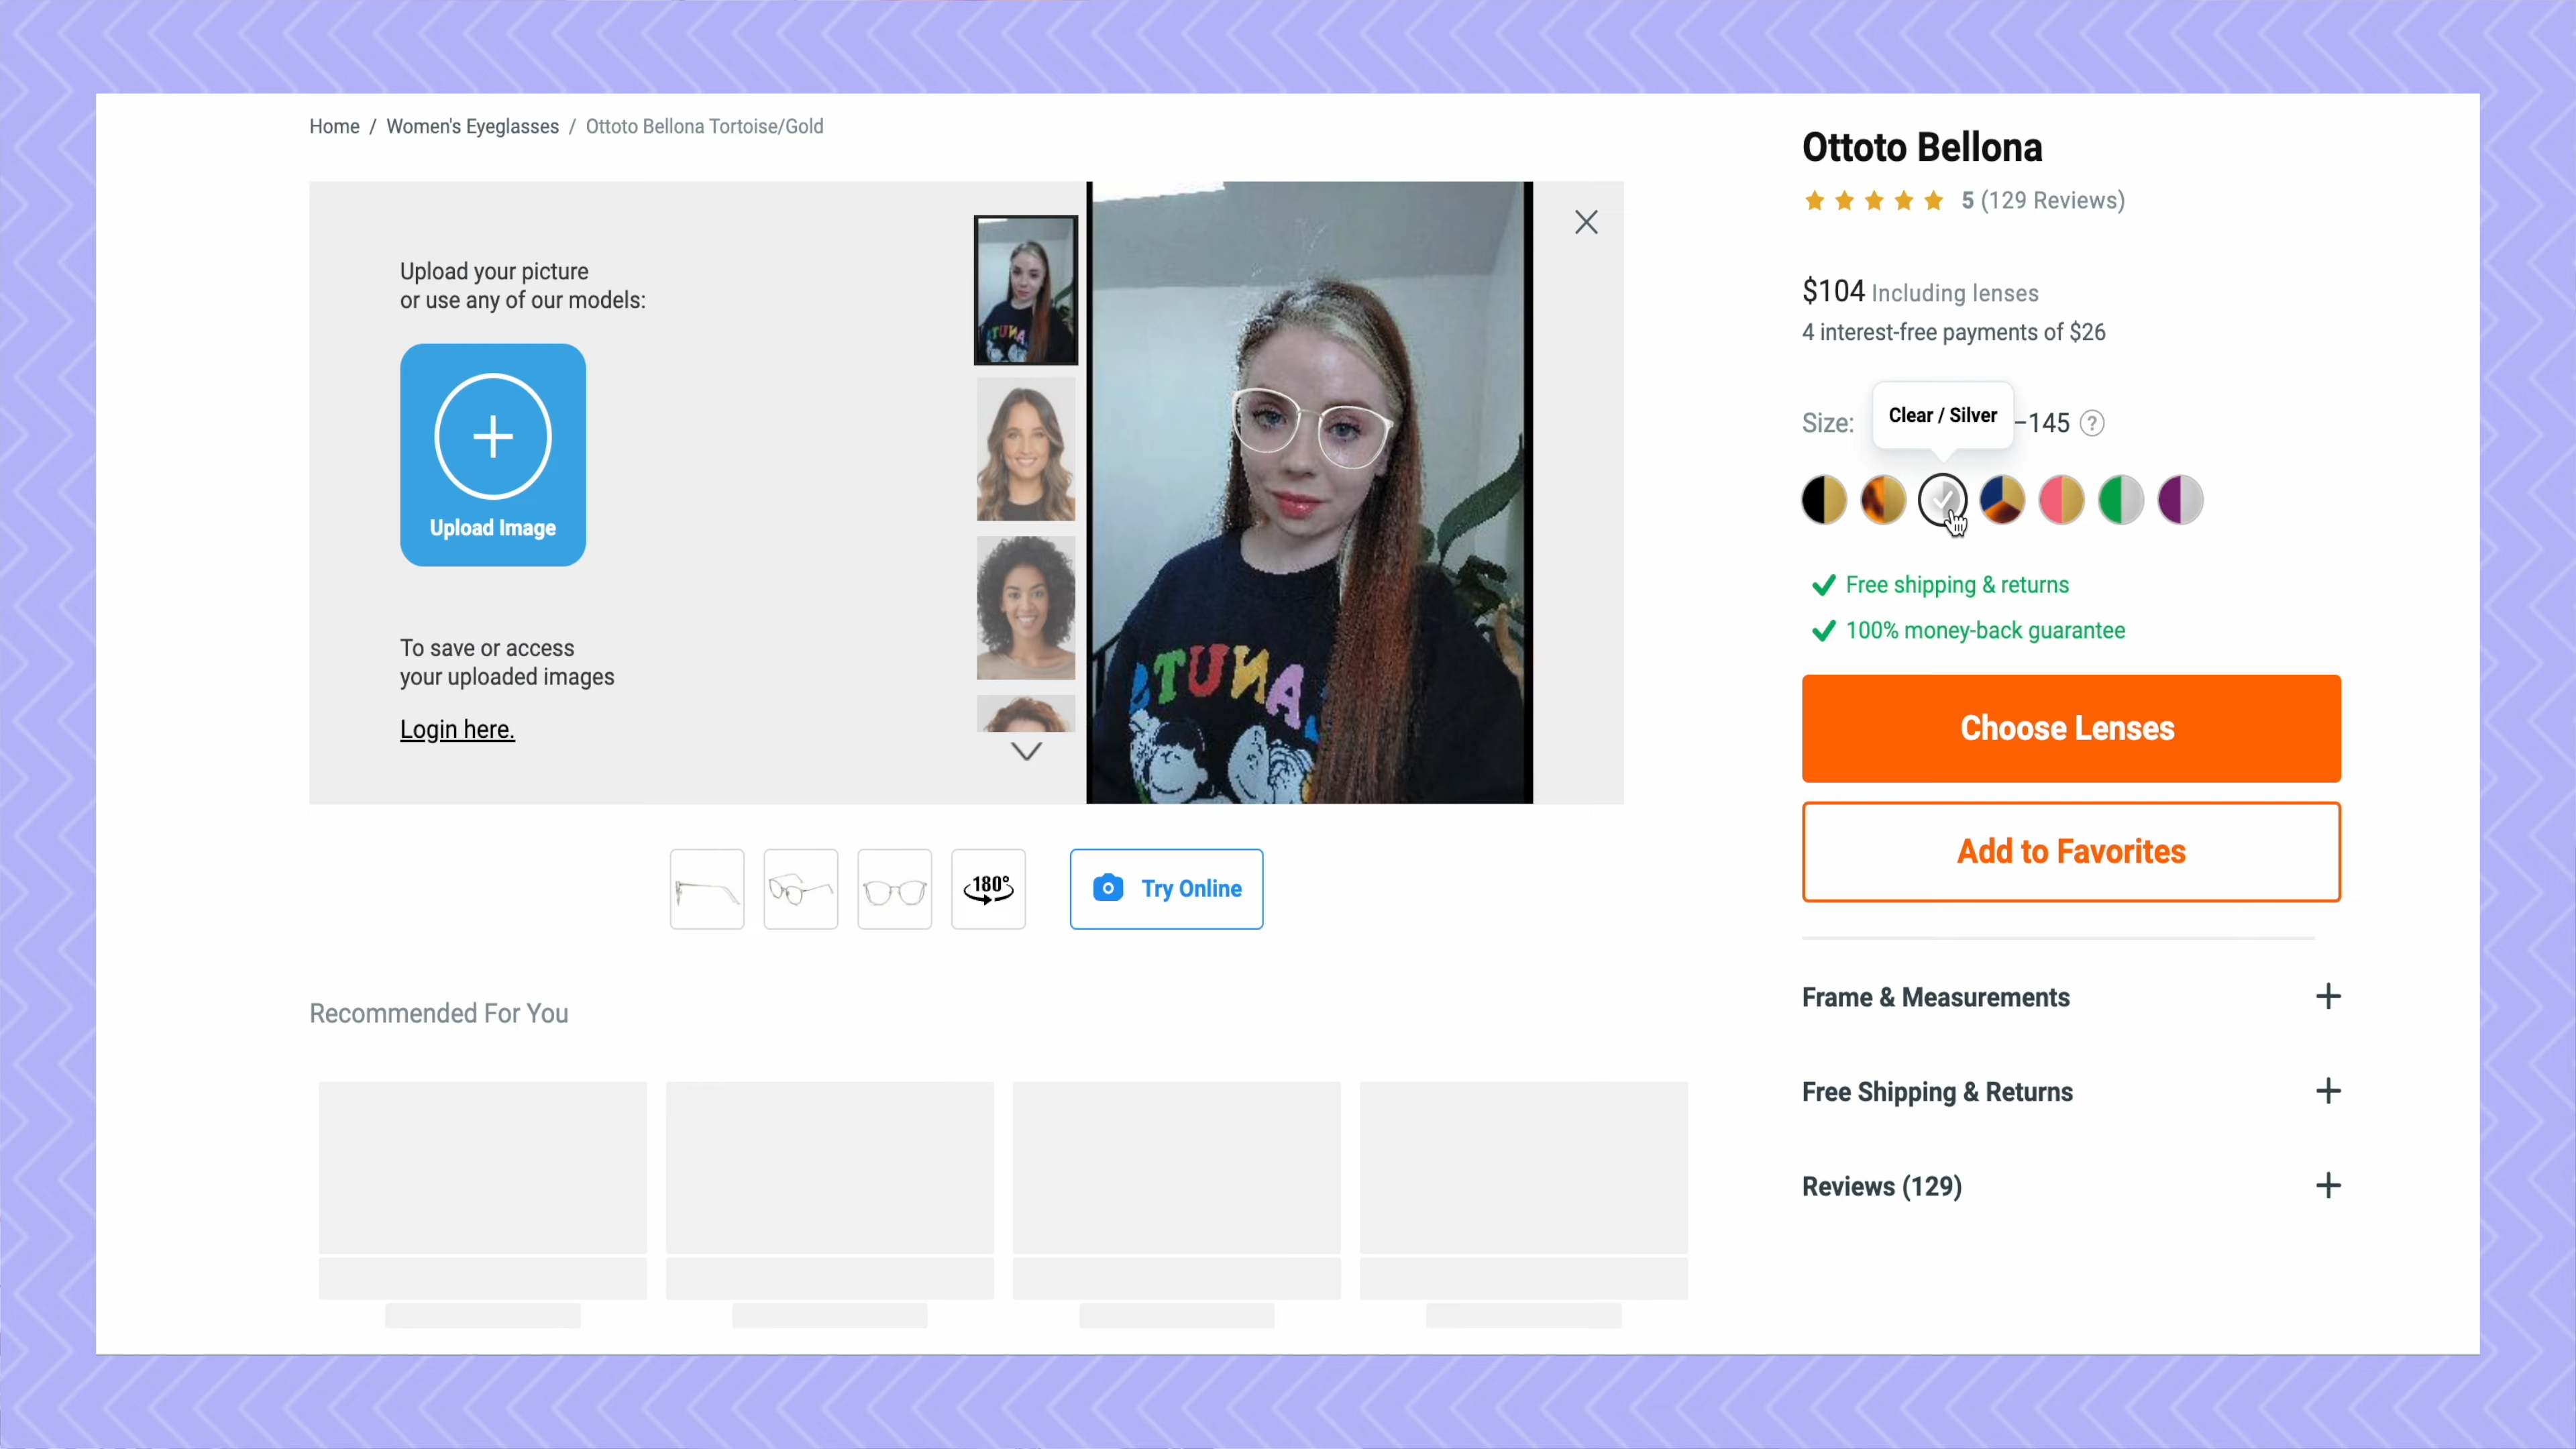 Home / Women's Eyeglasses / Ottoto Bellona Tortoise/Gold
Upload your picture
or use any of our models:
Upload Image
To save or access
your uploaded images
Login here.
TUNA
TUNA
180°
Try Online
Recommended For You
Ottoto Bellona
5 (129 Reviews)
$104 Including lenses
4 interest-free payments of $26
Clear / Silver
Size: –145 ?
Free shipping & returns
100% money-back guarantee
Choose Lenses
Add to Favorites
Frame & Measurements
Free Shipping & Returns
Reviews (129)